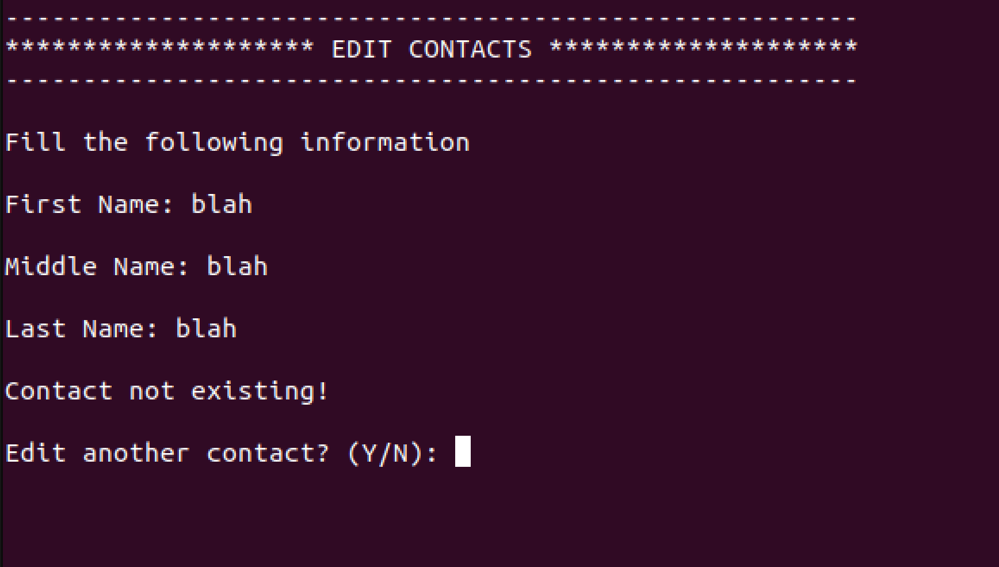 -------------------------------------------------------
******************** EDIT CONTACTS ********************
-------------------------------------------------------
Fill the following information
First Name: blah
Middle Name: blah
Last Name: blah
Contact not existing!
Edit another contact? (Y/N):